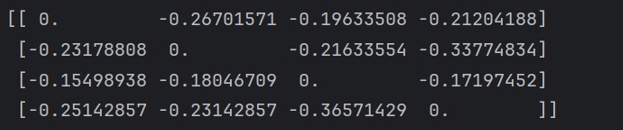 [[ 0.         -0.26701571 -0.19633508 -0.21204188]
 [-0.23178808  0.         -0.21633554 -0.33774834]
 [-0.15498938 -0.18046709  0.         -0.17197452]
 [-0.25142857 -0.23142857 -0.36571429  0.        ]]